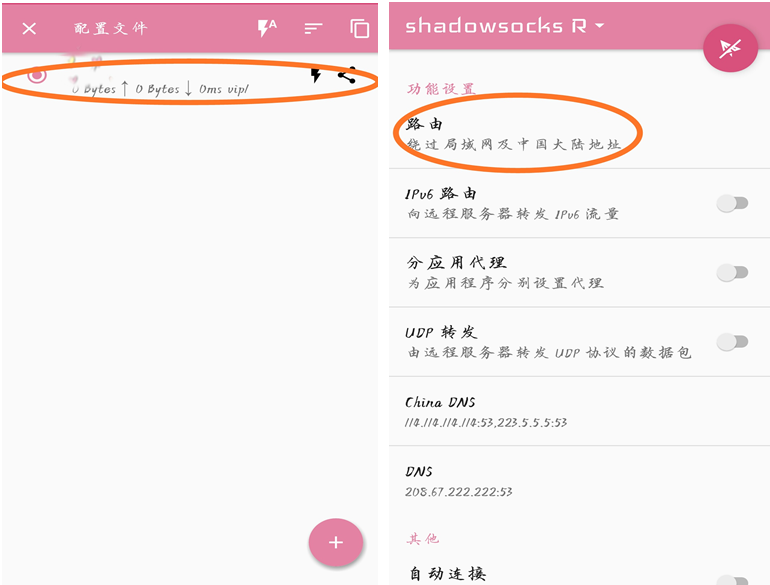 配置文件
A
0 Bytes ↑ 0 Bytes ↓ 0ms vip/
shadowsocks R
功能设置
路由
绕过局域网及中国大陆地址
IPv6 路由
向远程服务器转发 IPv6 流量
分应用代理
为应用程序分别设置代理
UDP 转发
由远程服务器转发 UDP 协议的数据包
China DNS
114.114.114.114:53,223.5.5.5:53
DNS
208.67.222.222:53
其他
自动连接